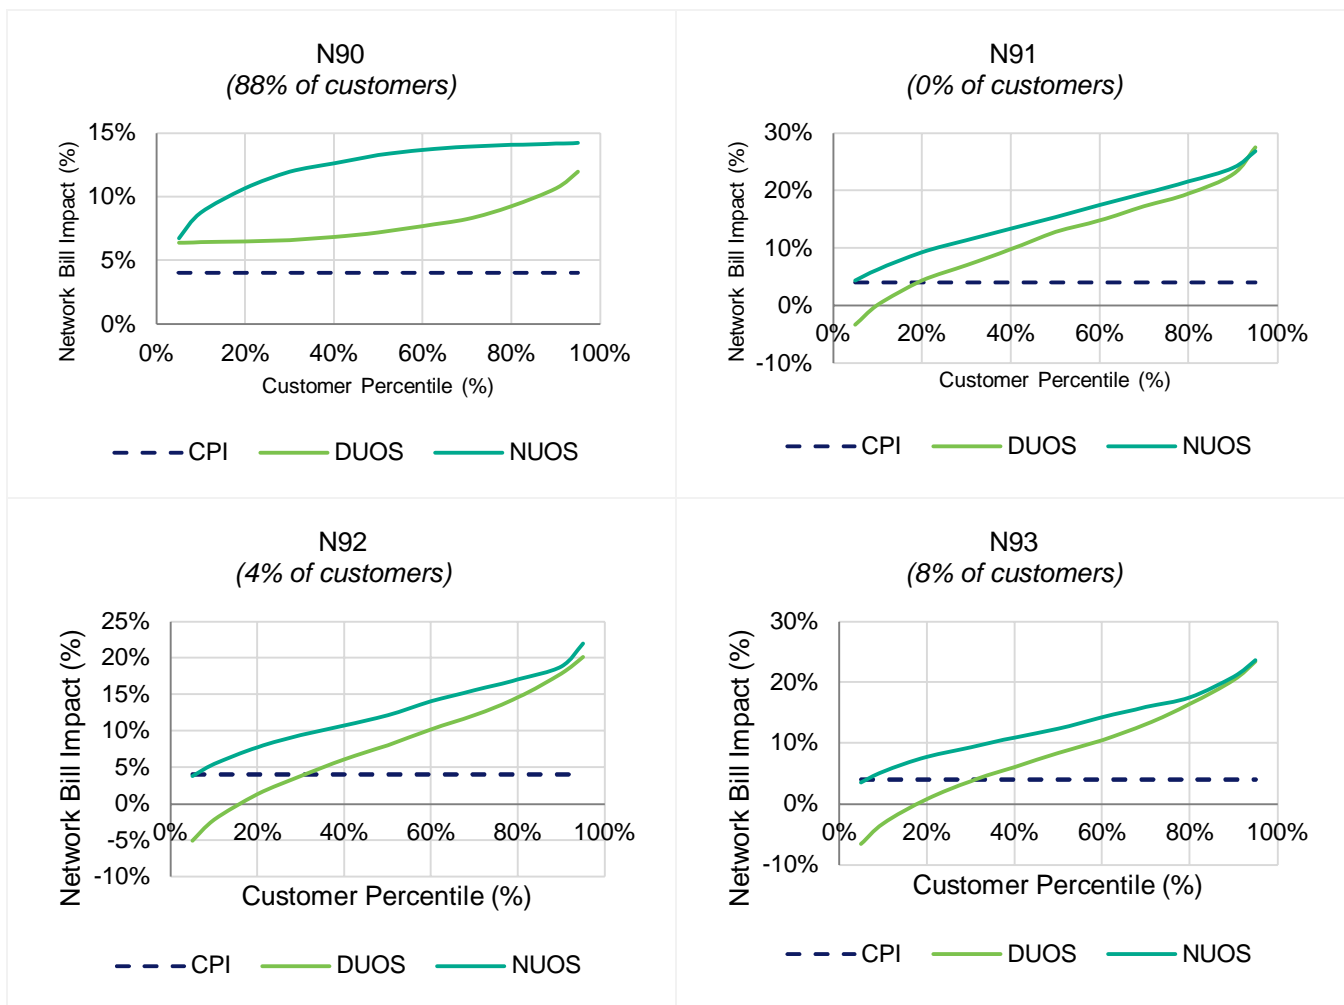 N90
(88% of customers)
Network Bill Impact (%)
15%
10%
5%
0%
0% 20% 40% 60% 80% 100%
Customer Percentile (%)
CPI DUOS NUOS
N91
(0% of customers)
Network Bill Impact (%)
30%
20%
10%
0%
-10%
0% 20% 40% 60% 80% 100%
Customer Percentile (%)
CPI DUOS NUOS
N92
(4% of customers)
Network Bill Impact (%)
25%
20%
15%
10%
5%
0%
-5%
-10%
0% 20% 40% 60% 80% 100%
Customer Percentile (%)
CPI DUOS NUOS
N93
(8% of customers)
Network Bill Impact (%)
30%
20%
10%
0%
-10%
0% 20% 40% 60% 80% 100%
Customer Percentile (%)
CPI DUOS NUOS